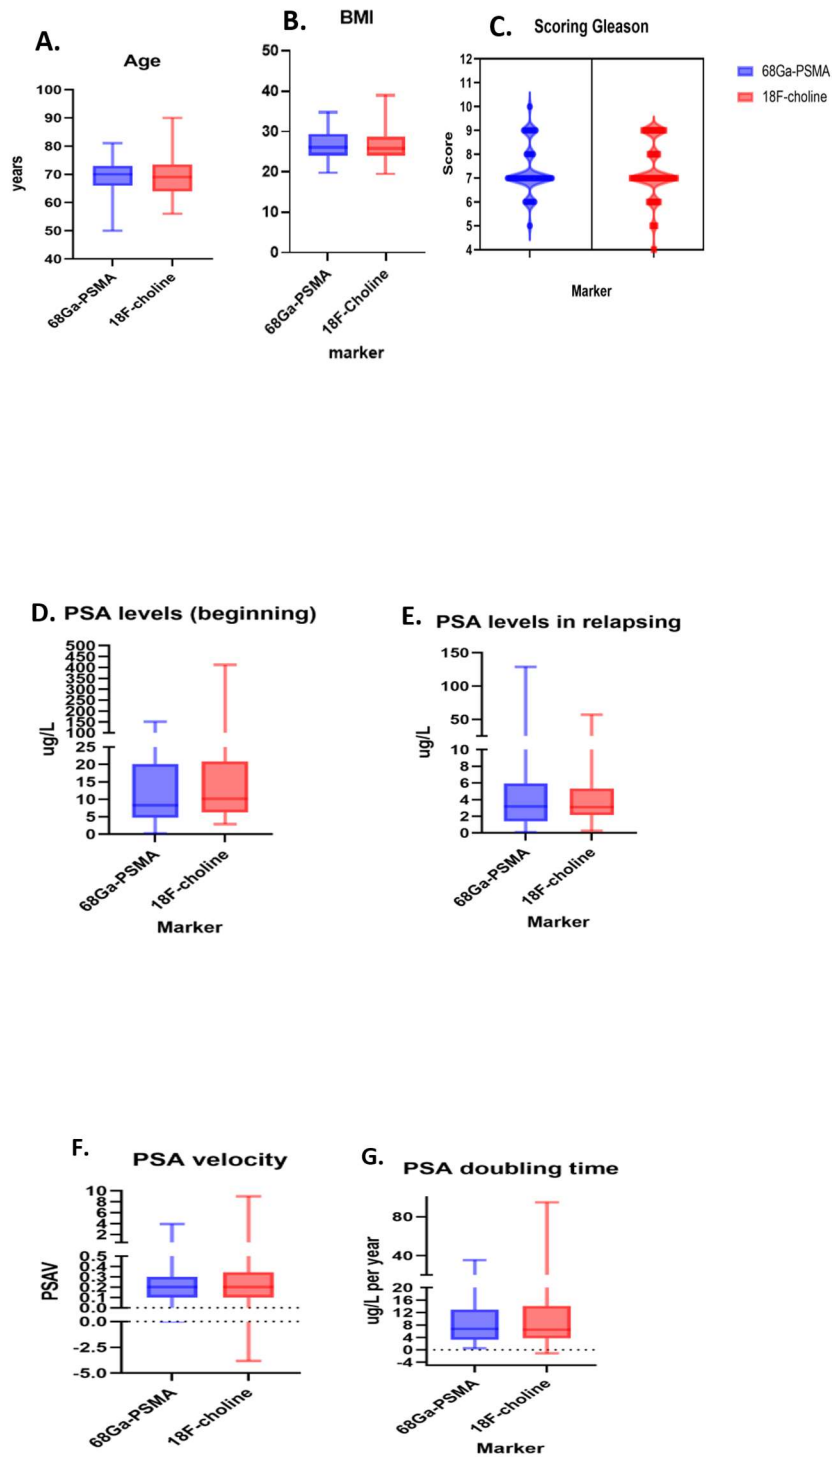 A.
Age
years
100
90
80
70
60
50
40
68Ga-PSMA
18F-choline
B.
BMI
50
40
30
20
10
0
68Ga-PSMA
18F-Choline
marker
C.
Scoring Gleason
Score
12
11
10
9
8
7
6
5
4
Marker
68Ga-PSMA
18F-choline
D. PSA levels (beginning)
ug/L
500
450
400
350
300
250
200
150
100
25
20
15
10
5
0
68Ga-PSMA
18F-choline
Marker
E. PSA levels in relapsing
ug/L
150
100
50
10
8
6
4
2
0
68Ga-PSMA
18F-choline
Marker
F.
PSA velocity
PSAV
10
8
6
4
2
0.5
0.4
0.3
0.2
0.1
0.0
0.0
-2.5
-5.0
68Ga-PSMA
18F-choline
G.
PSA doubling time
ug/L per year
80
40
20
16
12
8
4
0
-4
68Ga-PSMA
18F-choline
Marker